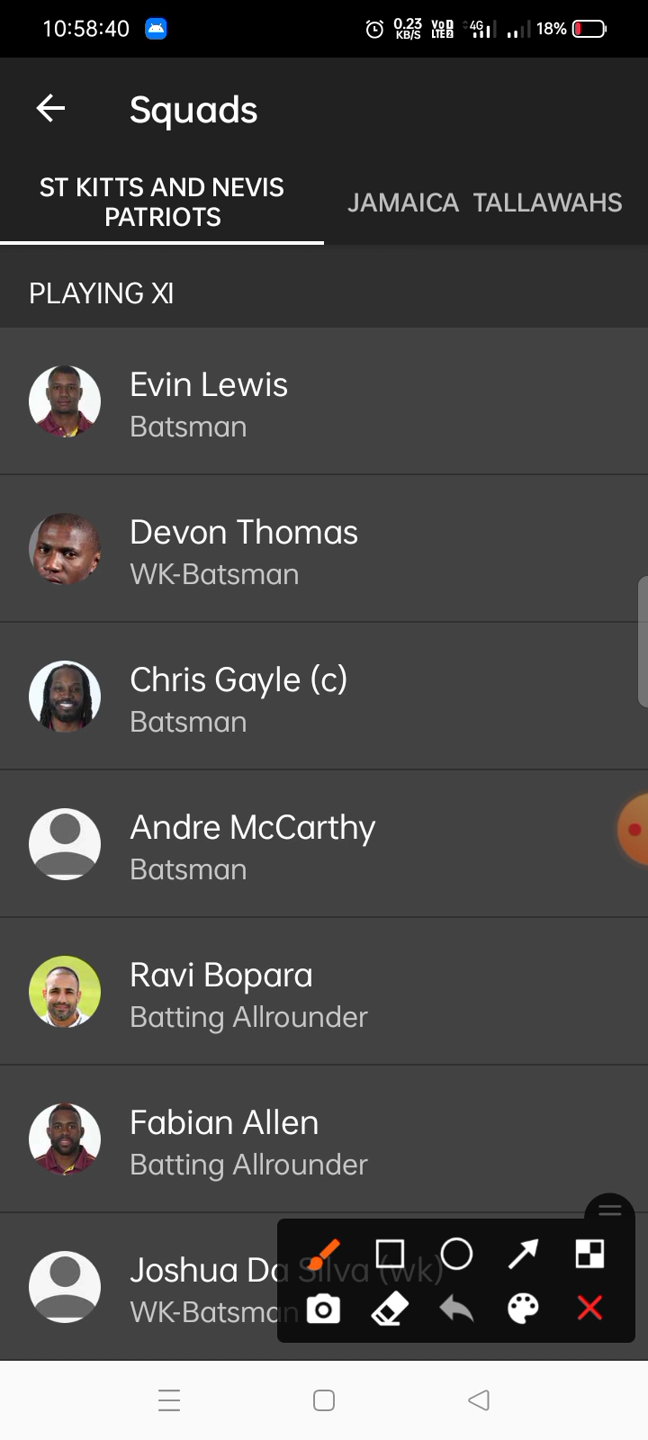 10:58:40
0.23
KB/S
VoD
LTE2
4G
18%
Squads
ST KITTS AND NEVIS
PATRIOTS
JAMAICA TALLAWAHS
PLAYING XI
Evin Lewis
Batsman
Devon Thomas
WK-Batsman
Chris Gayle (c)
Batsman
Andre McCarthy
Batsman
Ravi Bopara
Batting Allrounder
Fabian Allen
Batting Allrounder
Joshua Da Silva (wk)
WK-Batsman